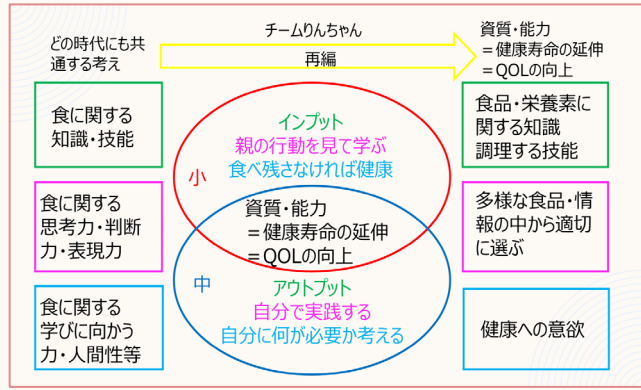 どの時代にも共
通する考え
チームりんちゃん
再編
資質・能力
＝健康寿命の延伸
＝QOLの向上
食に関する
知識・技能
食に関する
思考力・判断
力・表現力
食に関する
学びに向かう
力・人間性等
小
インプット
親の行動を見て学ぶ
食べ残さなければ健康
資質・能力
＝健康寿命の延伸
＝QOLの向上
中
アウトプット
自分で実践する
自分に何が必要か考える
食品・栄養素に
関する知識
調理する技能
多様な食品・情
報の中から適切
に選ぶ
健康への意欲